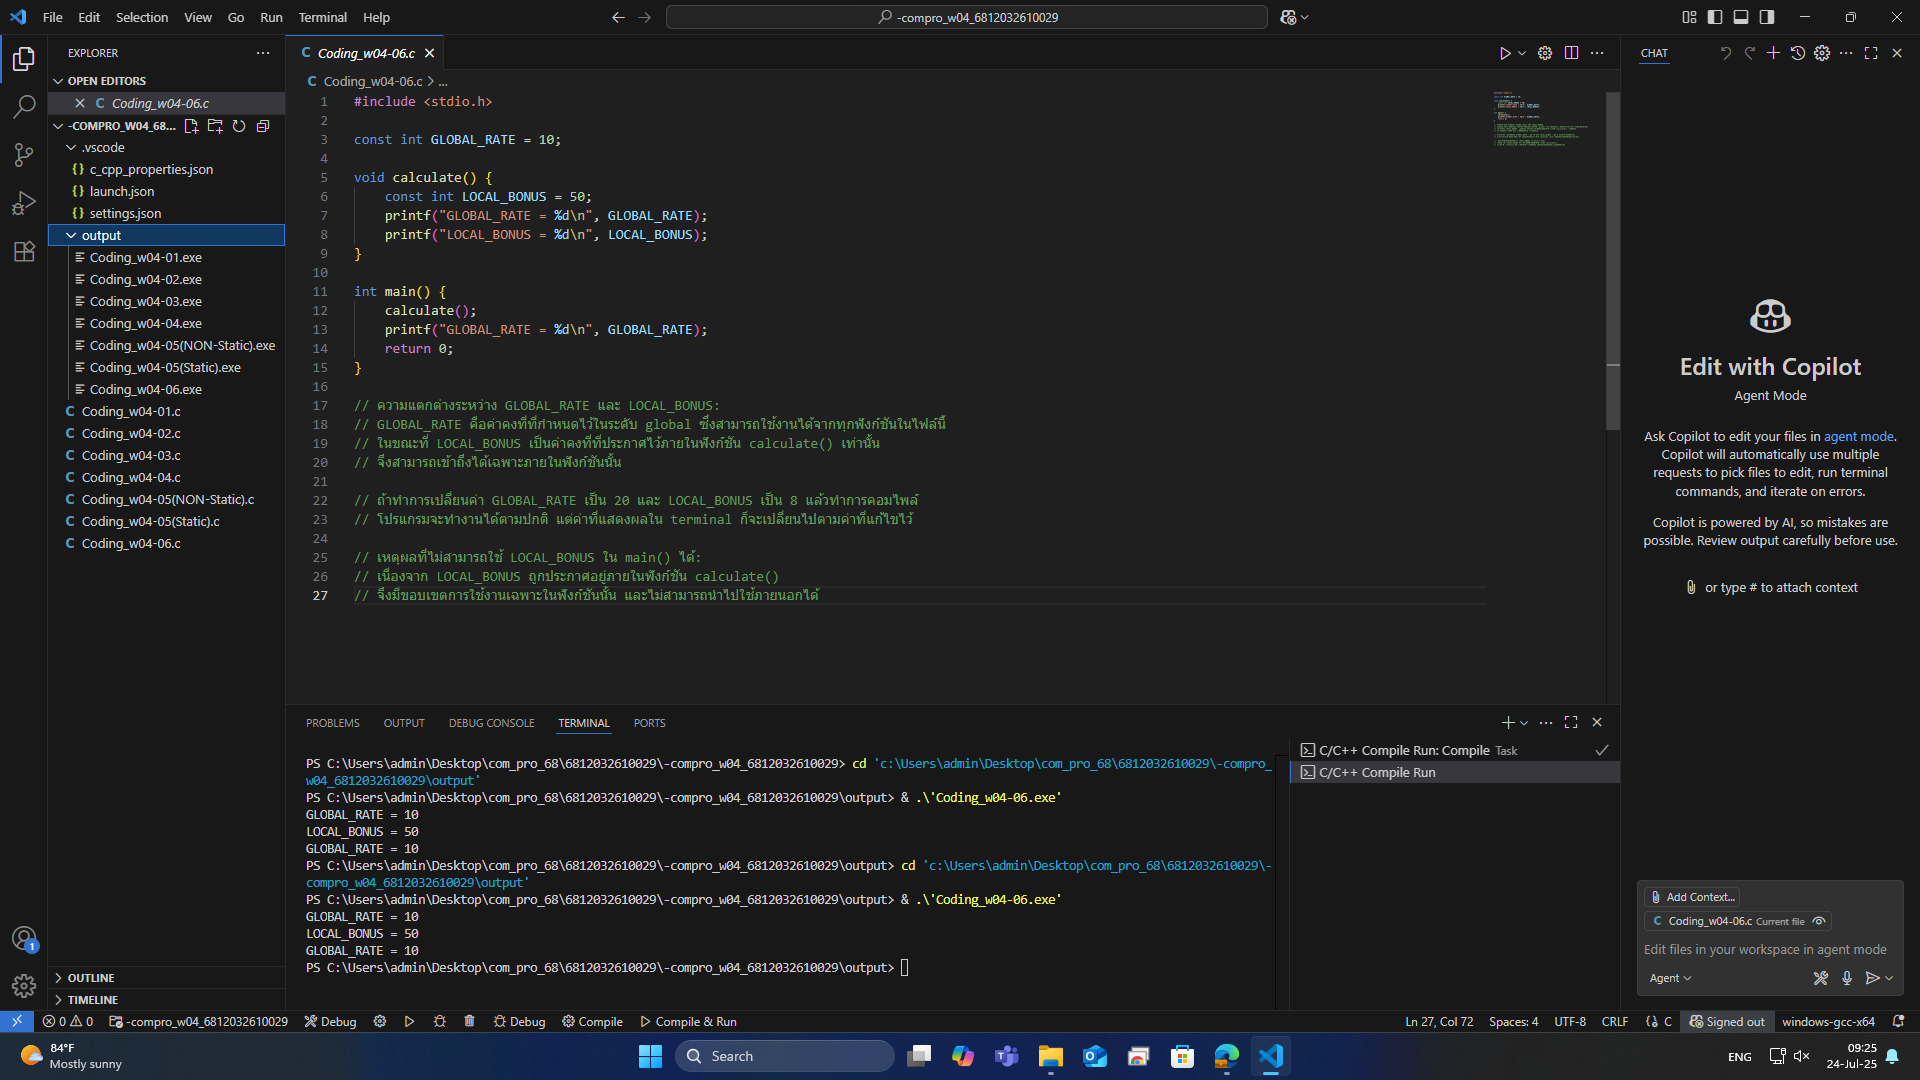 File Edit Selection View Go Run Terminal Help
-compro_w04_6812032610029
EXPLORER
OPEN EDITORS
Coding_w04-06.c
-COMPRO_W04_68...
.vscode
c_cpp_properties.json
launch.json
settings.json
output
Coding_w04-01.exe
Coding_w04-02.exe
Coding_w04-03.exe
Coding_w04-04.exe
Coding_w04-05(NON-Static).exe
Coding_w04-05(Static).exe
Coding_w04-06.exe
Coding_w04-01.c
Coding_w04-02.c
Coding_w04-03.c
Coding_w04-04.c
Coding_w04-05(NON-Static).c
Coding_w04-05(Static).c
Coding_w04-06.c
OUTLINE
TIMELINE
Coding_w04-06.c
Coding_w04-06.c > ...
1 #include <stdio.h>
2
3 const int GLOBAL_RATE = 10;
4
5 void calculate() {
6 const int LOCAL_BONUS = 50;
7 printf("GLOBAL_RATE = %d\n", GLOBAL_RATE);
8 printf("LOCAL_BONUS = %d\n", LOCAL_BONUS);
9 }
10
11 int main() {
12 calculate();
13 printf("GLOBAL_RATE = %d\n", GLOBAL_RATE);
14 return 0;
15 }
16
17 // ความแตกต่างระหว่าง GLOBAL_RATE และ LOCAL_BONUS:
18 // GLOBAL_RATE คือค่าคงที่ที่กำหนดไว้ในระดับ global ซึ่งสามารถใช้งานได้จากทุกฟังก์ชันในไฟล์นี้
19 // ในขณะที่ LOCAL_BONUS เป็นค่าคงที่ที่ประกาศไว้ภายในฟังก์ชัน calculate() เท่านั้น
20 // จึงสามารถเข้าถึงได้เฉพาะภายในฟังก์ชันนั้น
21
22 // ถ้าทำการเปลี่ยนค่า GLOBAL_RATE เป็น 20 และ LOCAL_BONUS เป็น 8 แล้วทำการคอมไพล์
23 // โปรแกรมจะทำงานได้ตามปกติ แต่ค่าที่แสดงผลใน terminal ก็จะเปลี่ยนไปตามค่าที่แก้ไขไว้
24
25 // เหตุผลที่ไม่สามารถใช้ LOCAL_BONUS ใน main() ได้:
26 // เนื่องจาก LOCAL_BONUS ถูกประกาศอยู่ภายในฟังก์ชัน calculate()
27 // จึงมีขอบเขตการใช้งานเฉพาะในฟังก์ชันนั้น และไม่สามารถนำไปใช้ภายนอกได้
PROBLEMS OUTPUT DEBUG CONSOLE TERMINAL PORTS
PS C:\Users\admin\Desktop\com_pro_68\6812032610029\-compro_w04_6812032610029> cd 'c:\Users\admin\Desktop\com_pro_68\6812032610029\-compro_
w04_6812032610029\output'
PS C:\Users\admin\Desktop\com_pro_68\6812032610029\-compro_w04_6812032610029\output> & .\'Coding_w04-06.exe'
GLOBAL_RATE = 10
LOCAL_BONUS = 50
GLOBAL_RATE = 10
PS C:\Users\admin\Desktop\com_pro_68\6812032610029\-compro_w04_6812032610029\output> cd 'c:\Users\admin\Desktop\com_pro_68\6812032610029\-
compro_w04_6812032610029\output'
PS C:\Users\admin\Desktop\com_pro_68\6812032610029\-compro_w04_6812032610029\output> & .\'Coding_w04-06.exe'
GLOBAL_RATE = 10
LOCAL_BONUS = 50
GLOBAL_RATE = 10
PS C:\Users\admin\Desktop\com_pro_68\6812032610029\-compro_w04_6812032610029\output>
C/C++ Compile Run: Compile Task
C/C++ Compile Run
CHAT
Edit with Copilot
Agent Mode
Ask Copilot to edit your files in agent mode.
Copilot will automatically use multiple
requests to pick files to edit, run terminal
commands, and iterate on errors.
Copilot is powered by AI, so mistakes are
possible. Review output carefully before use.
or type # to attach context
Add Context...
Coding_w04-06.c Current file
Edit files in your workspace in agent mode
Agent
0 0 -compro_w04_6812032610029 Debug Debug Compile Compile & Run Ln 27, Col 72 Spaces: 4 UTF-8 CRLF {} C Signed out windows-gcc-x64
84°F
Mostly sunny
Search
ENG
09:25
24-Jul-25